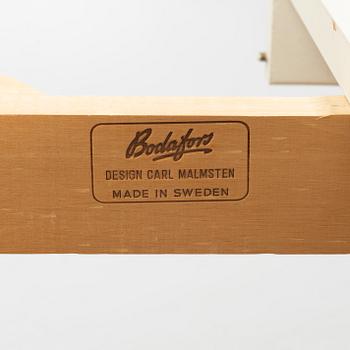 Bodafors
DESIGN CARL MALMSTEN
MADE IN SWEDEN